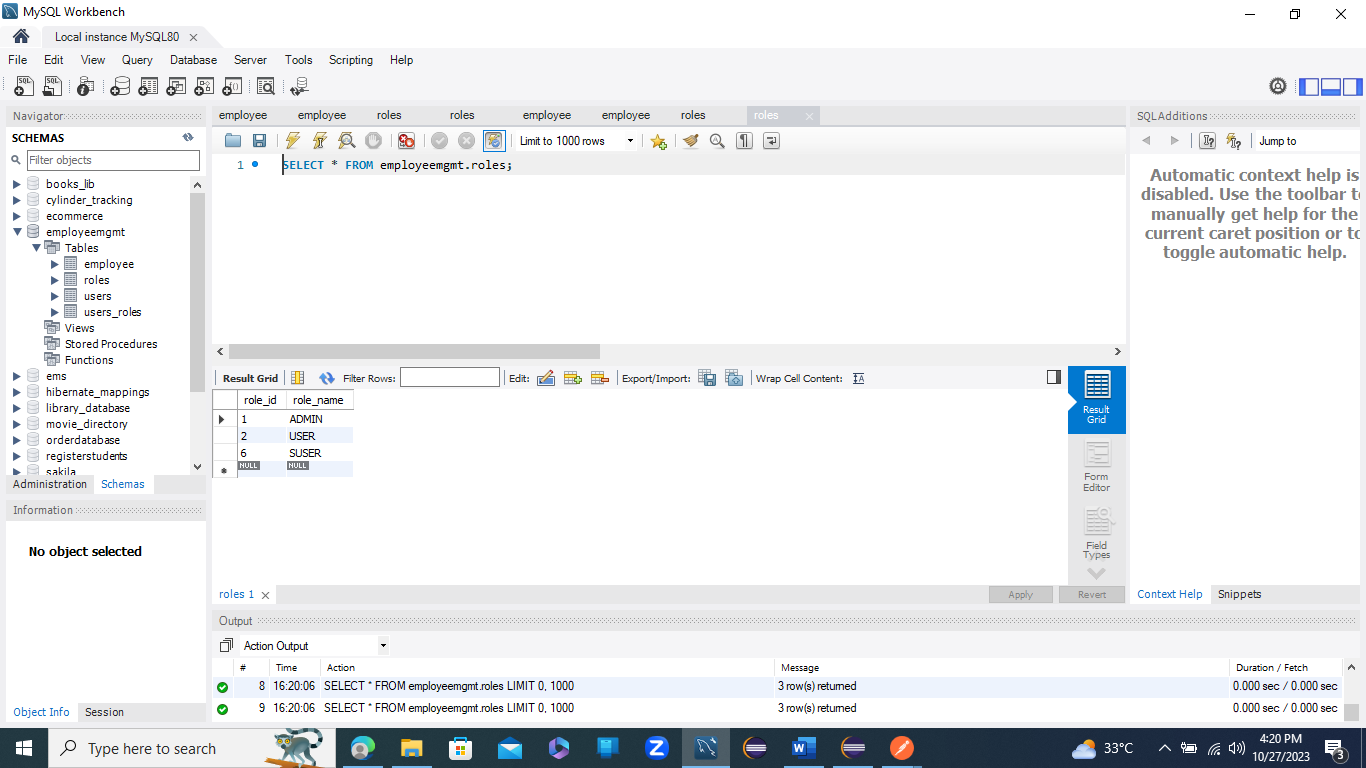 MySQL Workbench
Local instance MySQL80
File Edit View Query Database Server Tools Scripting Help
Navigator
SCHEMAS
Filter objects
books_lib
cylinder_tracking
ecommerce
employeemgmt
Tables
employee
roles
users
users_roles
Views
Stored Procedures
Functions
ems
hibernate_mappings
library_database
movie_directory
orderdatabase
registerstudents
sakila
Administration Schemas
Information
No object selected
Object Info Session
employee employee roles roles employee employee roles roles
Limit to 1000 rows
1 SELECT * FROM employeemgmt.roles;
Result Grid Filter Rows: Edit: Export/Import: Wrap Cell Content:
role_id role_name
1 ADMIN
2 USER
6 SUSER
NULL NULL
Result
Grid
Form
Editor
Field
Types
roles 1 Apply Revert
SQLAdditions
Jump to
Automatic context help is
disabled. Use the toolbar to
manually get help for the
current caret position or to
toggle automatic help.
Context Help Snippets
Output
Action Output
# Time Action Message Duration / Fetch
8 16:20:06 SELECT * FROM employeemgmt.roles LIMIT 0, 1000 3 row(s) returned 0.000 sec / 0.000 sec
9 16:20:06 SELECT * FROM employeemgmt.roles LIMIT 0, 1000 3 row(s) returned 0.000 sec / 0.000 sec
Type here to search
33°C
4:20 PM
10/27/2023
3